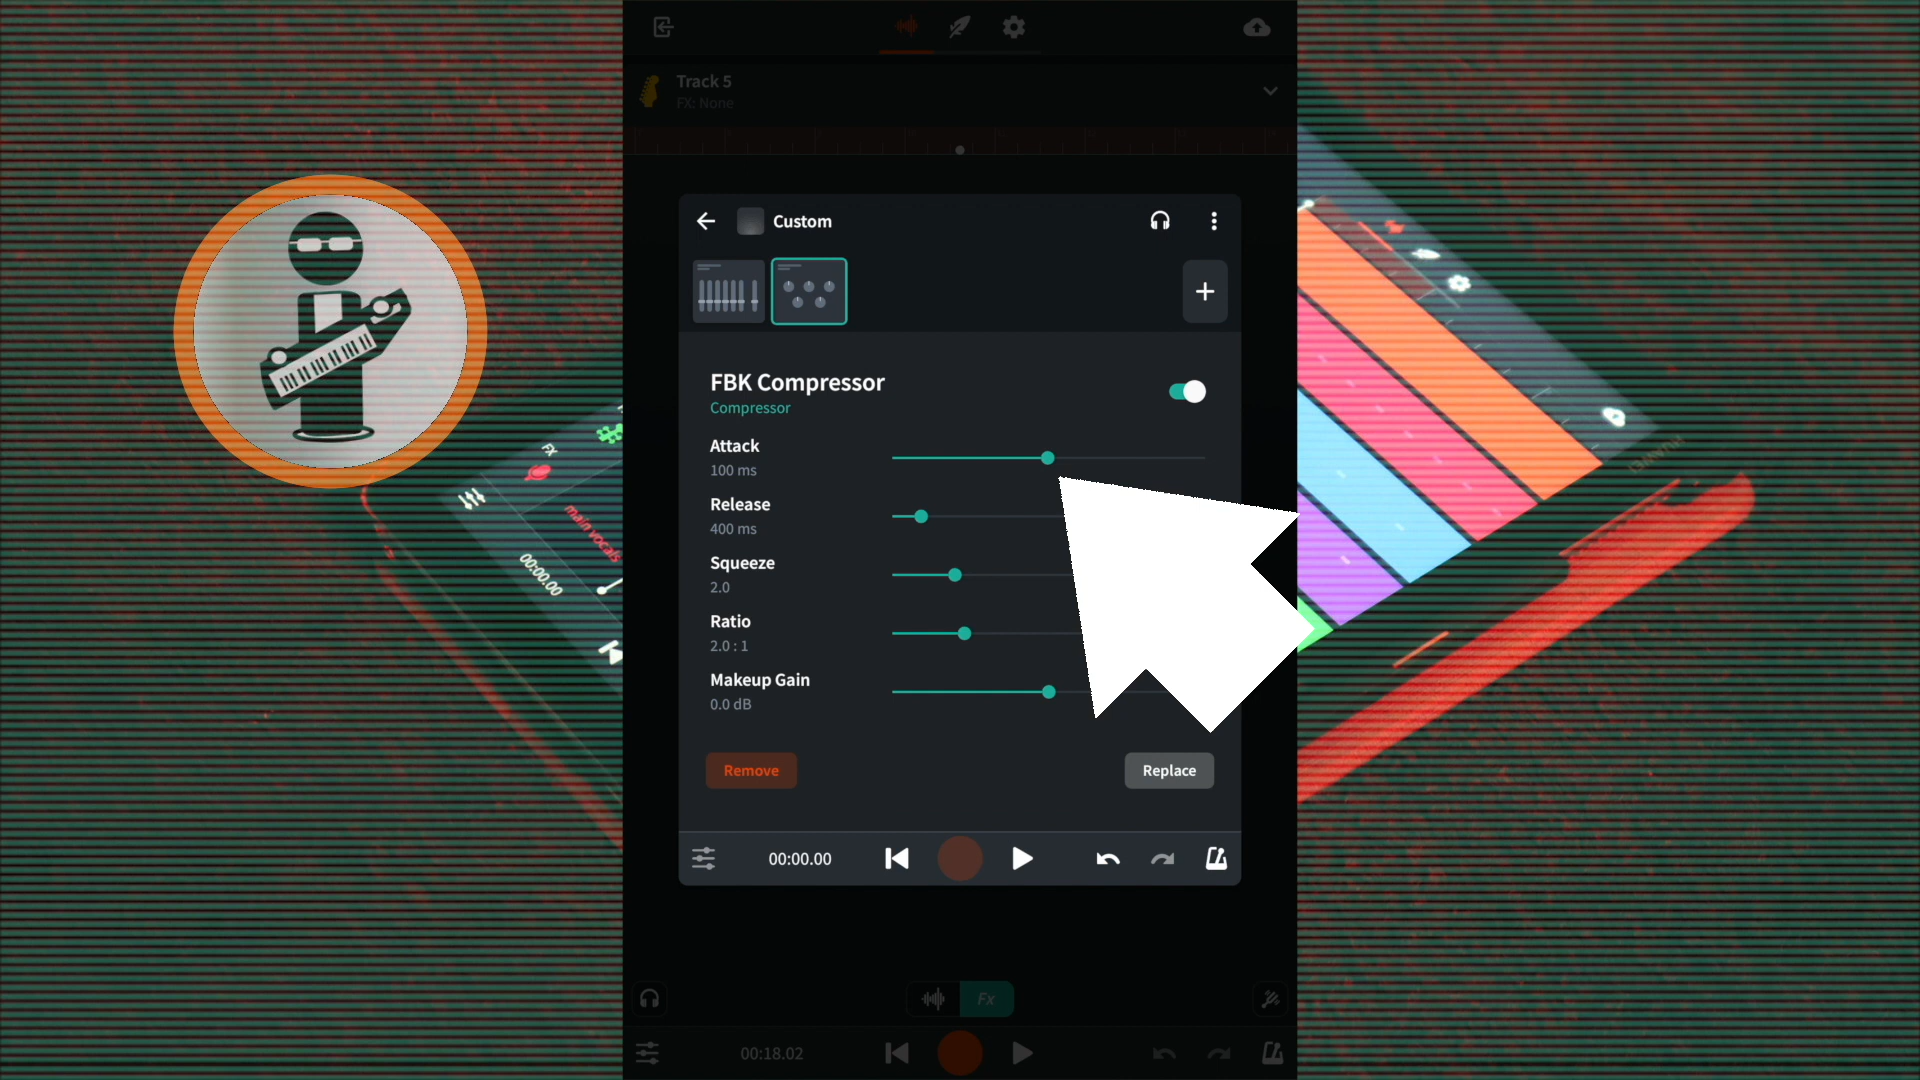 Track 5
FX: None
Custom
FBK Compressor
Compressor
Attack
100 ms
Release
400 ms
Squeeze
2.0
Ratio
2.0 : 1
Makeup Gain
0.0 dB
Remove
Replace
00:00.00
Fx
00:18.02
FX
main vocals
00:00.00
HUAWEI